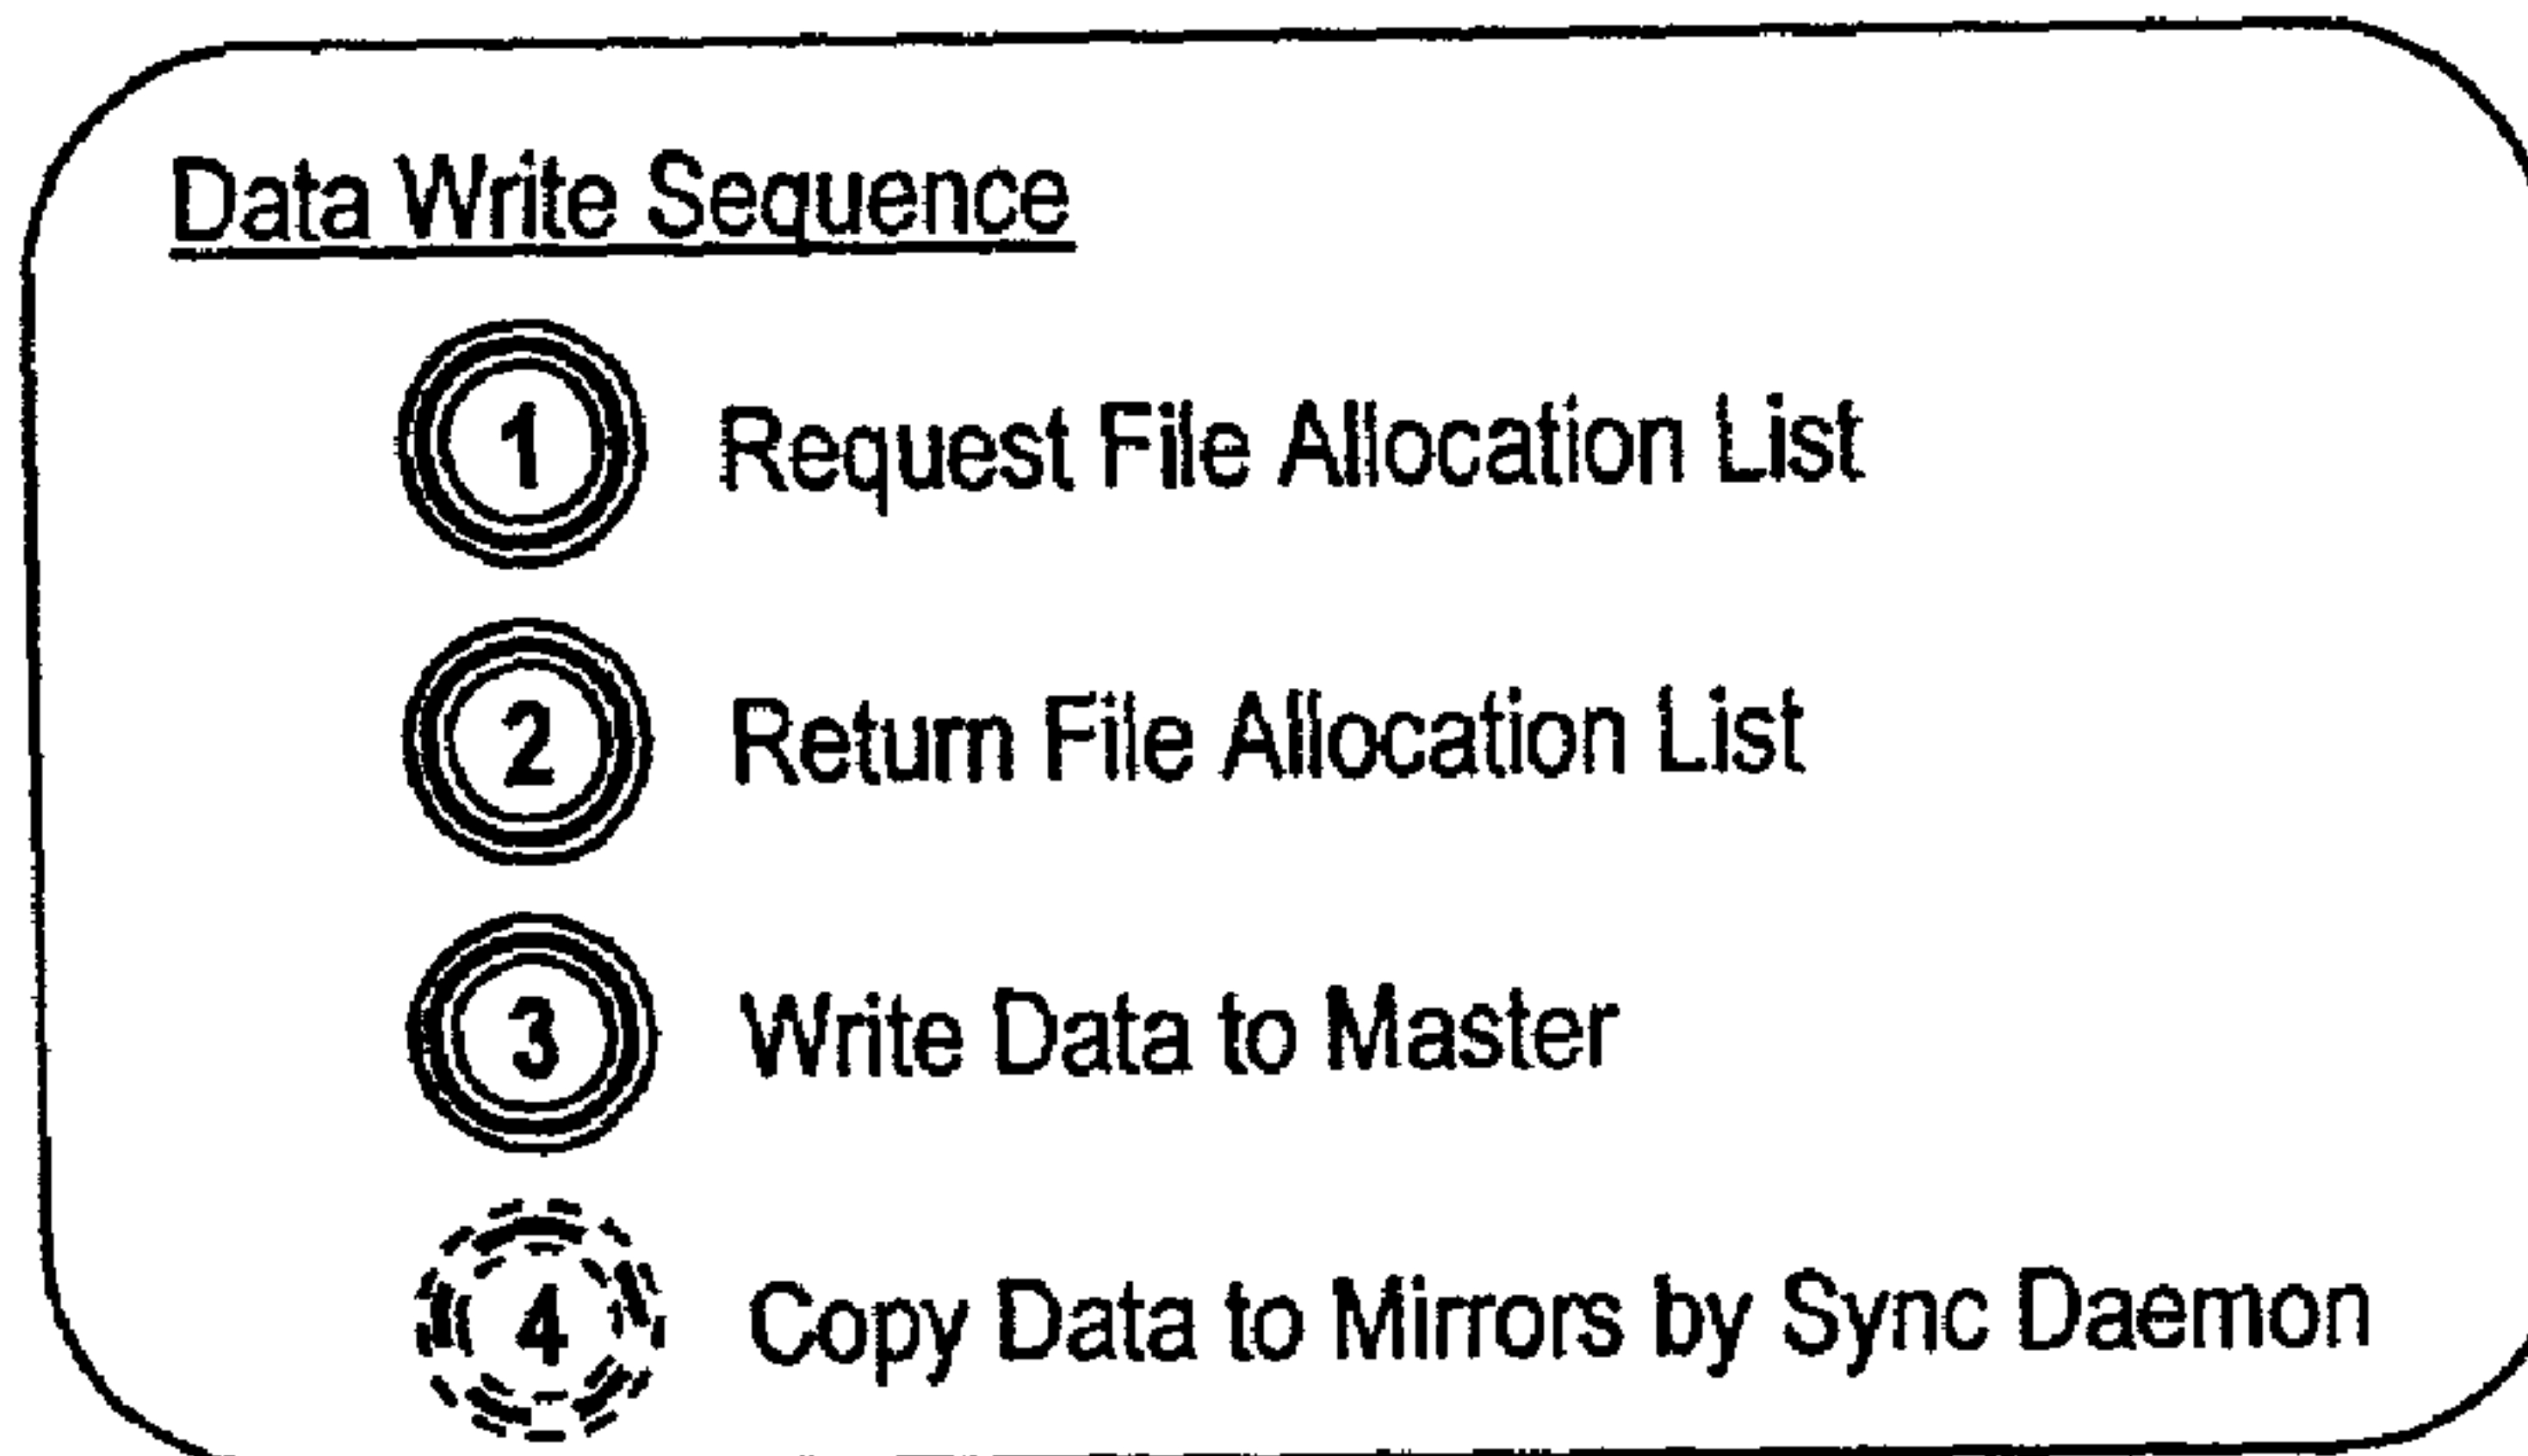 Data Write Sequence
1 Request File Allocation List
2 Return File Allocation List
3 Write Data to Master
4 Copy Data to Mirrors by Sync Daemon